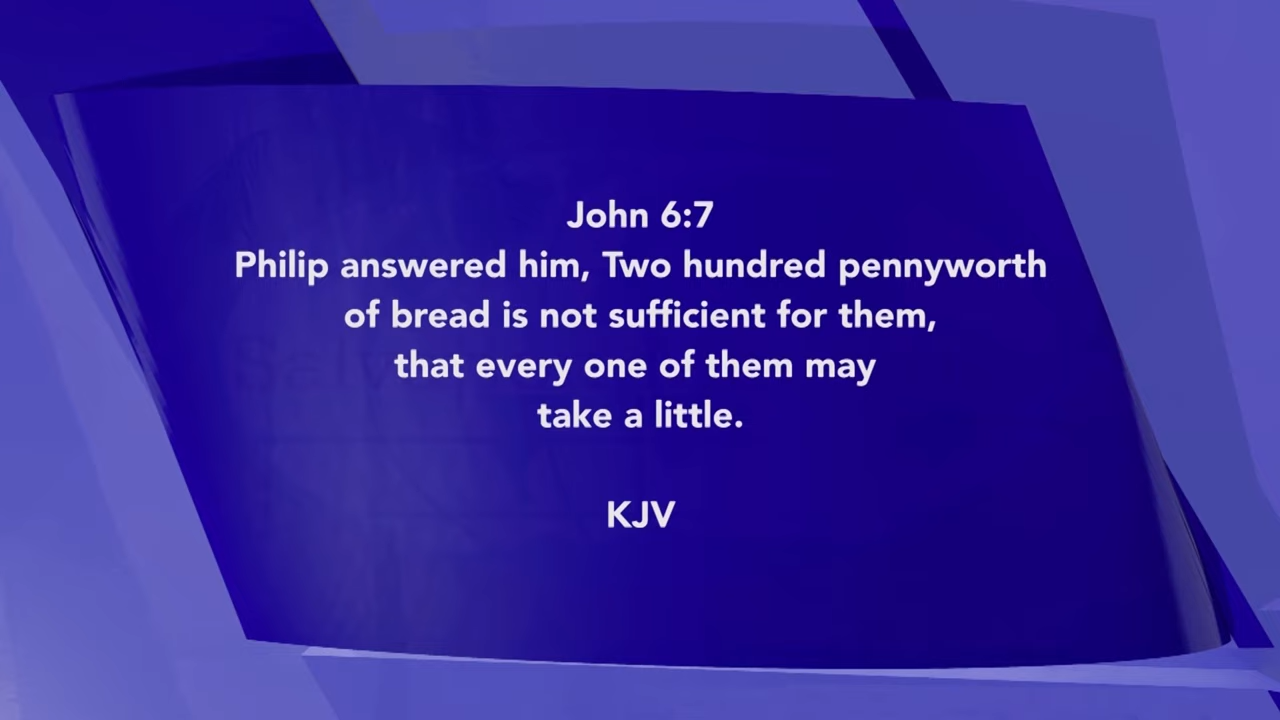 John 6:7
Philip answered him, Two hundred pennyworth
of bread is not sufficient for them,
that every one of them may
take a little.
KJV